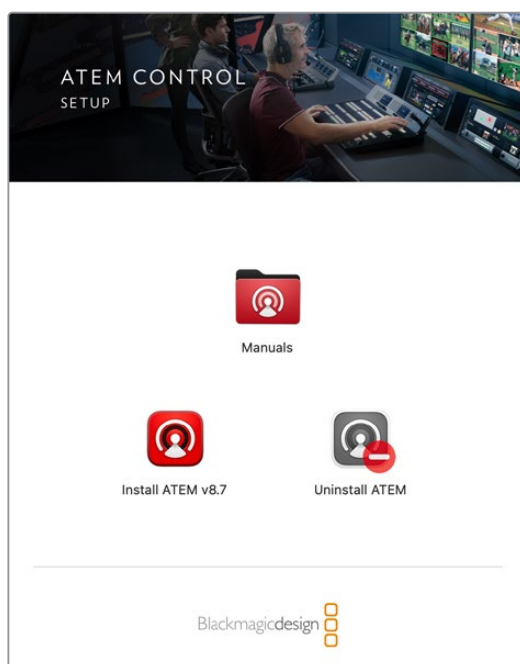 ATEM CONTROL
SETUP
Manuals
Install ATEM v8.7
Uninstall ATEM
Blackmagicdesign